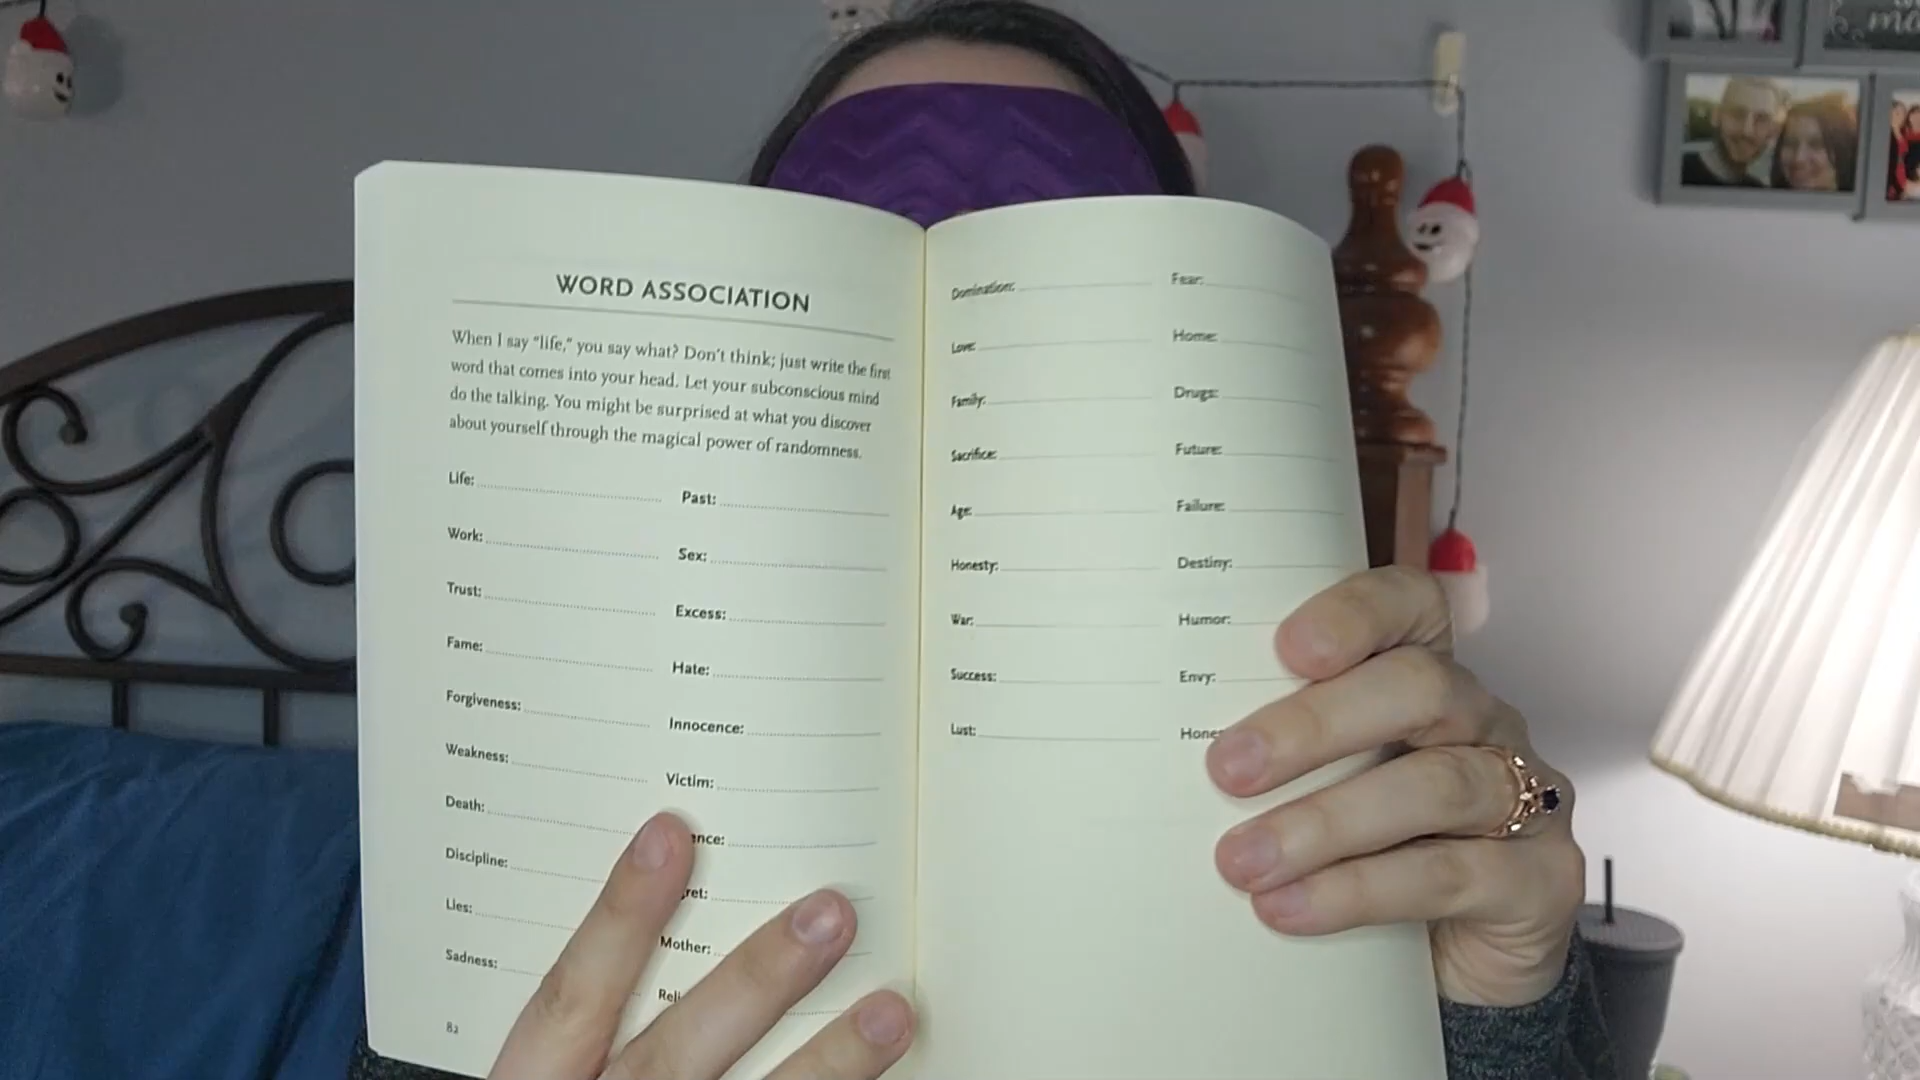 WORD ASSOCIATION
When I say "life," you say what? Don't think; just write the first
word that comes into your head. Let your subconscious mind
do the talking. You might be surprised at what you discover
about yourself through the magical power of randomness.
Life:
Past:
Work:
Sex:
Trust:
Excess:
Fame:
Hate:
Forgiveness:
Innocence:
Weakness:
Victim:
Death:
Discipline:
Lies:
Mother:
Sadness:
82
Domination:
Fear:
Love:
Home:
Family:
Drugs:
Sacrifice:
Future:
Age:
Failure:
Honesty:
Destiny:
War:
Humor:
Success:
Envy:
Lust: